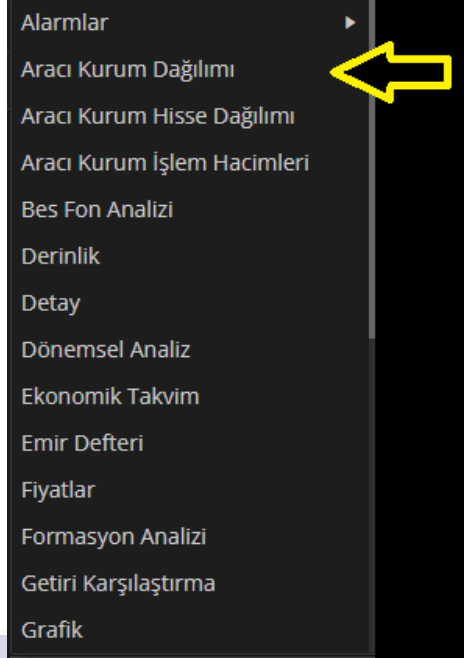 Alarmlar
Aracı Kurum Dağılımı
Aracı Kurum Hisse Dağılımı
Aracı Kurum İşlem Hacimleri
Bes Fon Analizi
Derinlik
Detay
Dönemsel Analiz
Ekonomik Takvim
Emir Defteri
Fiyatlar
Formasyon Analizi
Getiri Karşılaştırma
Grafik